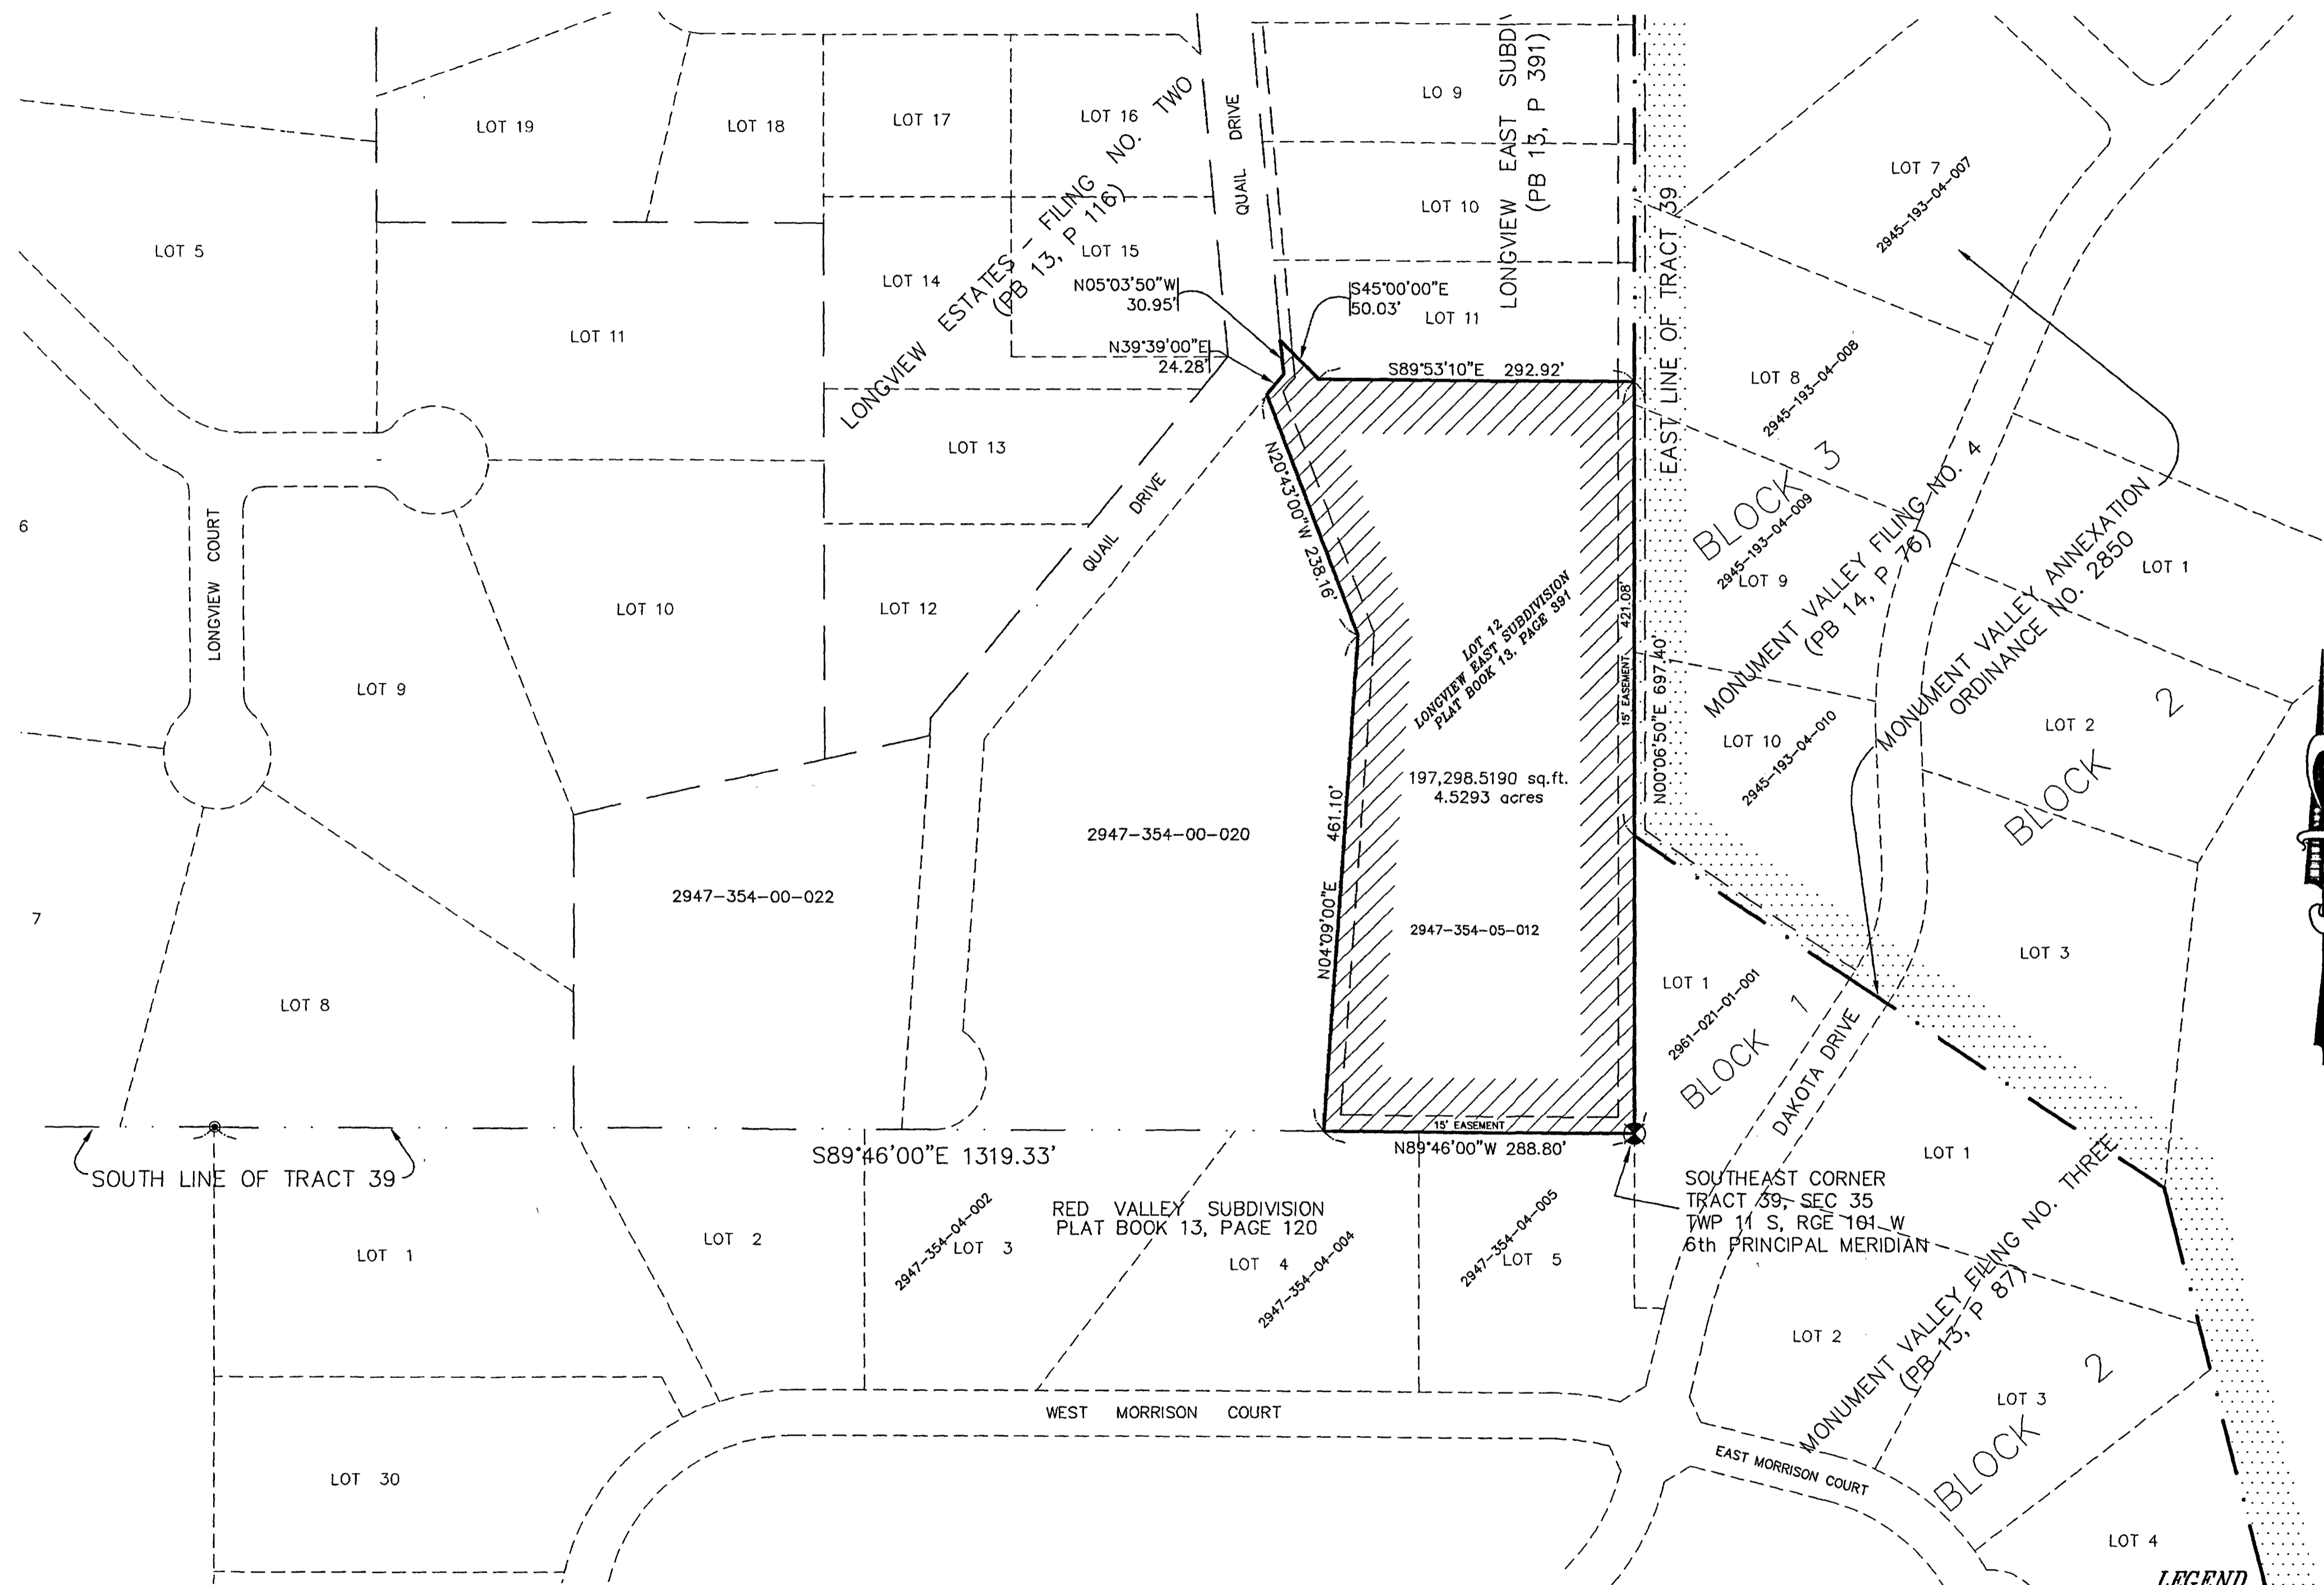 LOT 19
LOT 18
LOT 17
LOT 16
LOT 5
LOT 11
LOT 14
LOT 15
LONGVIEW ESTATES - FILING NO. TWO
(PB 13, P 116)
QUAIL DRIVE
LO 9
LOT 10
LOT 11
LONGVIEW EAST SUBDIV
(PB 13, P 391)
N05°03'50"W
30.95'
S45°00'00"E
50.03'
N39°39'00"E
24.28'
S89°53'10"E 292.92'
EAST LINE OF TRACT 39
LOT 7
2945-193-04-007
LOT 8
2945-193-04-008
BLOCK 3
2945-193-04-009
LOT 9
MONUMENT VALLEY FILING NO. 4
(PB 14, P 76)
MONUMENT VALLEY ANNEXATION
ORDINANCE NO. 2850
LOT 1
LOT 10
2945-193-04-010
LOT 2
BLOCK 2
LOT 3
LOT 13
QUAIL DRIVE
LOT 12
LOT 10
LONGVIEW COURT
6
LOT 9
7
LOT 8
2947-354-00-022
2947-354-00-020
N20°43'00"W 238.16'
461.10'
N04°09'00"E
LOT 12
LONGVIEW EAST SUBDIVISION
PLAT BOOK 13, PAGE 391
197,298.5190 sq.ft.
4.5293 acres
2947-354-05-012
421.08'
15' EASEMENT
N00°06'50"E 697.40'
15' EASEMENT
N89°46'00"W 288.80'
LOT 1
2961-021-01-001
BLOCK 1
DAKOTA DRIVE
SOUTH LINE OF TRACT 39
S89°46'00"E 1319.33'
RED VALLEY SUBDIVISION
PLAT BOOK 13, PAGE 120
SOUTHEAST CORNER
TRACT 39, SEC 35
TWP 11 S, RGE 101 W
6th PRINCIPAL MERIDIAN
LOT 1
LOT 2
2947-354-04-002
LOT 3
LOT 4
2947-354-04-004
2947-354-04-005
LOT 5
LOT 1
LOT 2
MONUMENT VALLEY FILING NO. THREE
(PB 13, P 87)
LOT 3
BLOCK 2
LOT 4
WEST MORRISON COURT
EAST MORRISON COURT
LOT 30
LEGEND